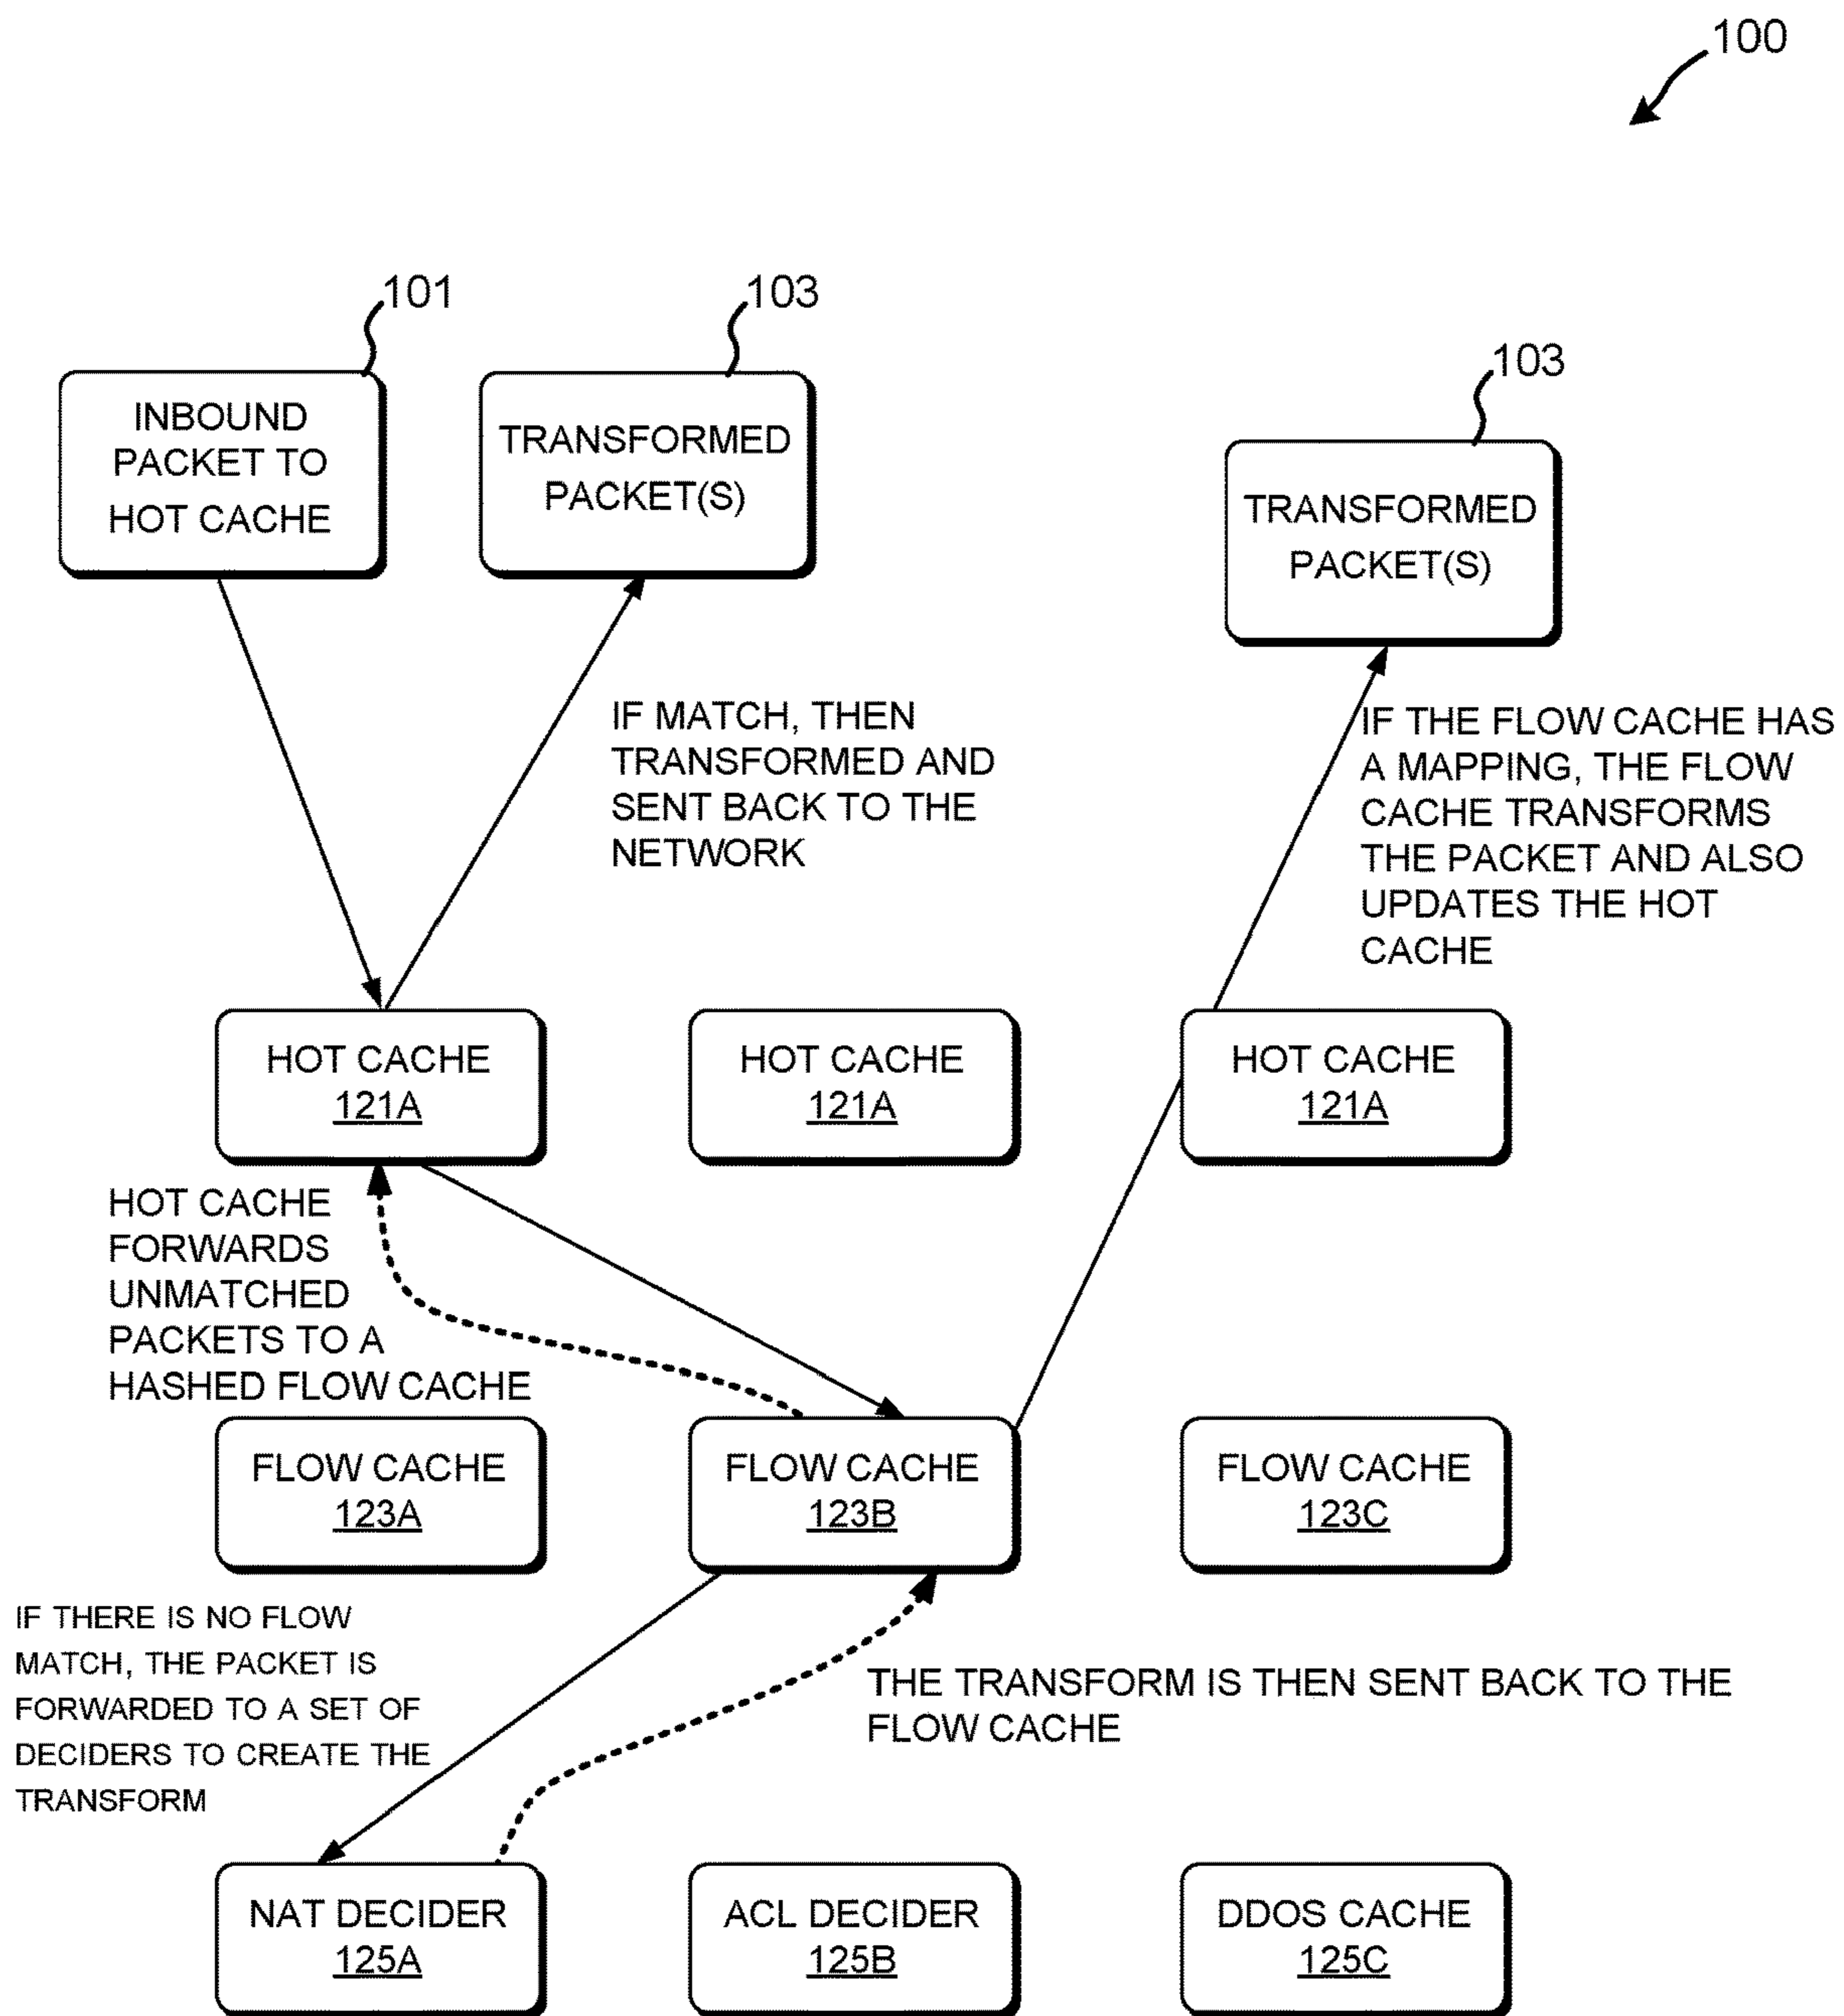 100
101
103
103
INBOUND
PACKET TO
HOT CACHE
TRANSFORMED
PACKET(S)
TRANSFORMED
PACKET(S)
IF MATCH, THEN
TRANSFORMED AND
SENT BACK TO THE
NETWORK
IF THE FLOW CACHE HAS
A MAPPING, THE FLOW
CACHE TRANSFORMS
THE PACKET AND ALSO
UPDATES THE HOT
CACHE
HOT CACHE
121A
HOT CACHE
121A
HOT CACHE
121A
HOT CACHE
FORWARDS
UNMATCHED
PACKETS TO A
HASHED FLOW CACHE
FLOW CACHE
123A
FLOW CACHE
123B
FLOW CACHE
123C
IF THERE IS NO FLOW
MATCH, THE PACKET IS
FORWARDED TO A SET OF
DECIDERS TO CREATE THE
TRANSFORM
THE TRANSFORM IS THEN SENT BACK TO THE
FLOW CACHE
NAT DECIDER
125A
ACL DECIDER
125B
DDOS CACHE
125C